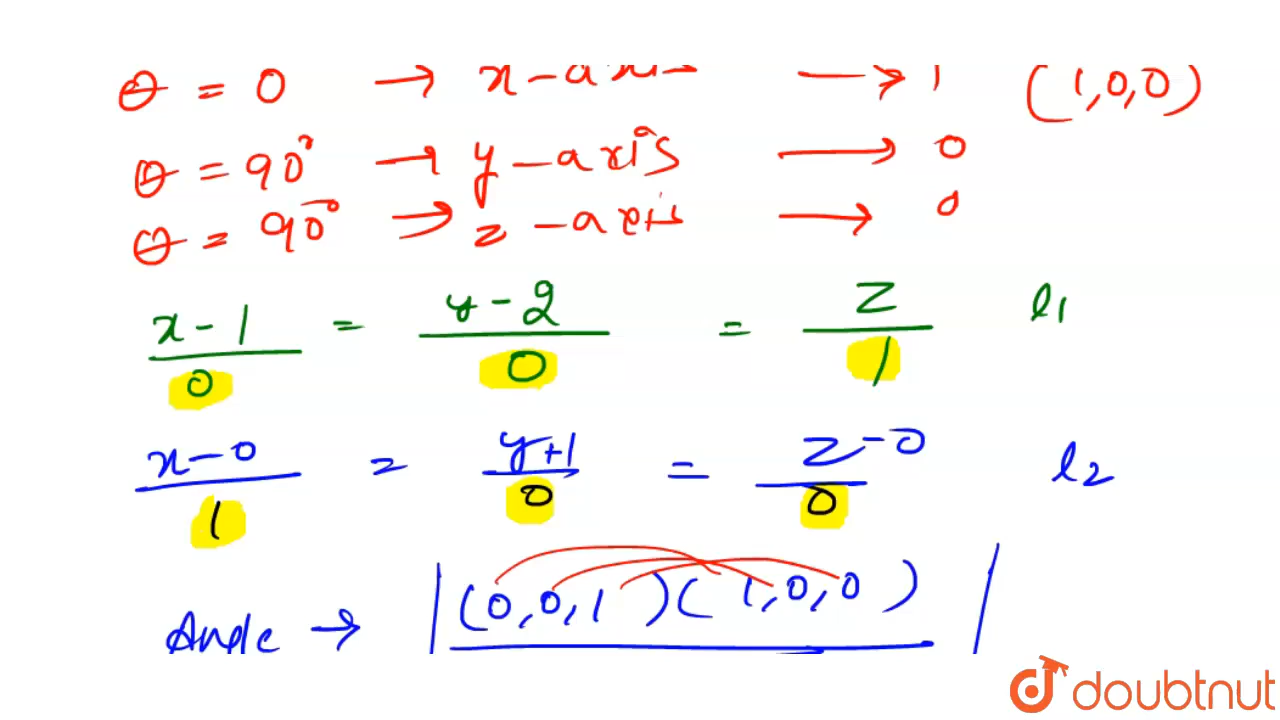 θ = 0 → x-axis → 1 (1,0,0)
θ = 90° → y-axis → 0
θ = 90° → z-axis → 0
x-1 = y-2 = z l1
0 0 1
x-0 = y+1 = z-0 l2
1 0 0
Angle → |(0,0,1)(1,0,0)|
doubtnut